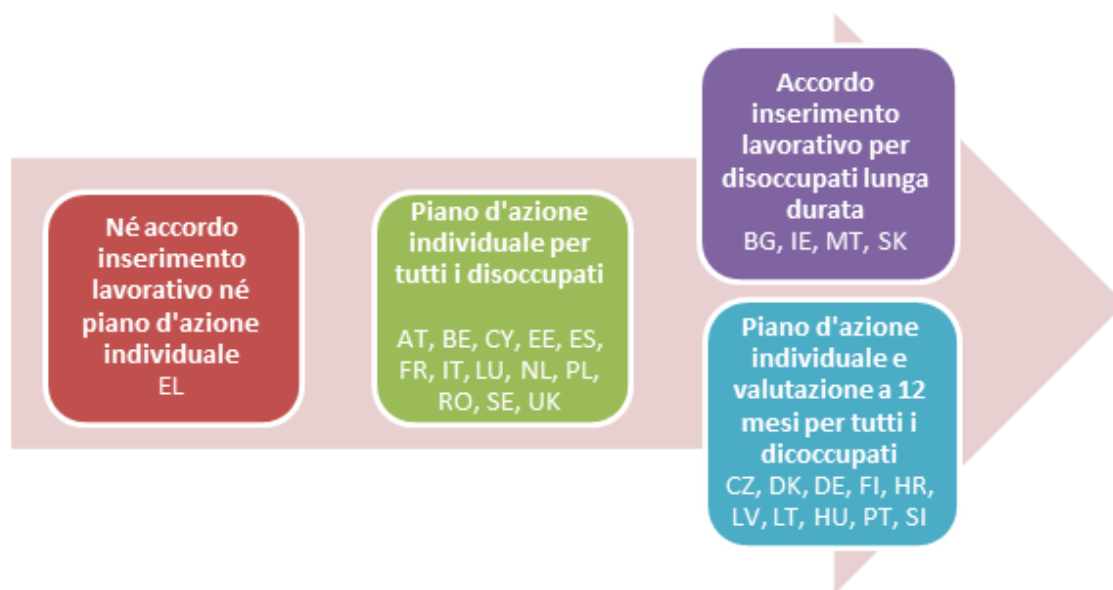 Né accordo
inserimento
lavorativo né
piano d'azione
individuale
EL
Piano d'azione
individuale per
tutti i disoccupati
AT, BE, CY, EE, ES,
FR, IT, LU, NL, PL,
RO, SE, UK
Accordo
inserimento
lavorativo per
disoccupati lunga
durata
BG, IE, MT, SK
Piano d'azione
individuale e
valutazione a 12
mesi per tutti i
dicoccupati
CZ, DK, DE, FI, HR,
LV, LT, HU, PT, SI